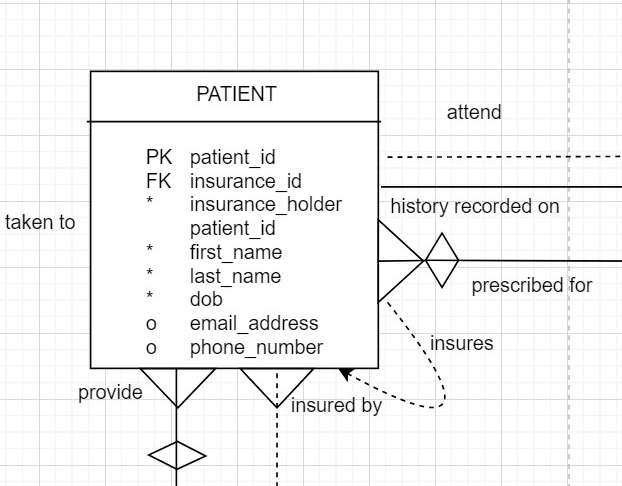 PATIENT
attend
PK patient_id
FK insurance_id
* insurance_holder
patient_id
* first_name
* last_name
* dob
o email_address
o phone_number
taken to
history recorded on
prescribed for
insures
provide
insured by